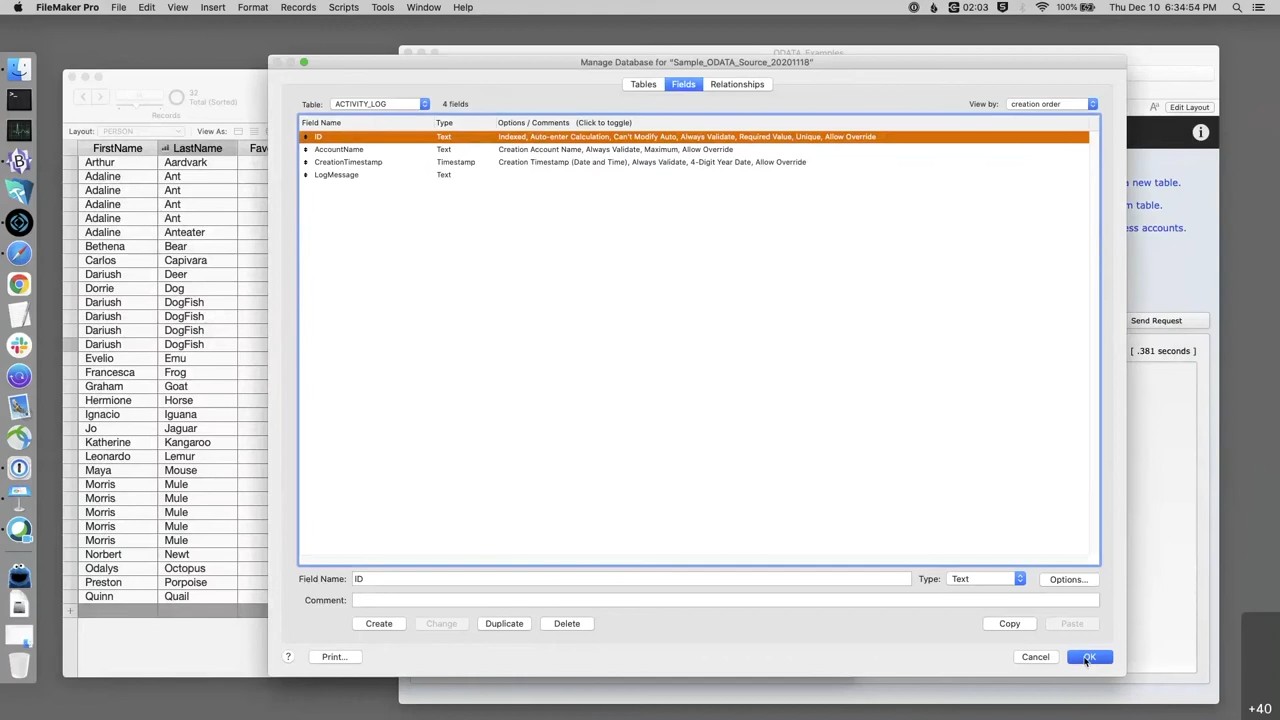 FileMaker Pro File Edit View Insert Format Records Scripts Tools Window Help 02:03 100% Thu Dec 10 6:34:54 PM
ODATA_Examples
Manage Database for "Sample_ODATA_Source_20201118"
Tables Fields Relationships
Table: ACTIVITY_LOG 4 fields View by: creation order
Field Name Type Options / Comments (Click to toggle)
ID Text Indexed, Auto-enter Calculation, Can't Modify Auto, Always Validate, Required Value, Unique, Allow Override
AccountName Text Creation Account Name, Always Validate, Maximum, Allow Override
CreationTimestamp Timestamp Creation Timestamp (Date and Time), Always Validate, 4-Digit Year Date, Allow Override
LogMessage Text
Field Name: ID Type: Text Options...
Comment:
Create Change Duplicate Delete Copy Paste
? Print... Cancel OK
32
Total (Sorted)
Records
Layout: PERSON View As:
FirstName LastName Fav
Arthur Aardvark
Adaline Ant
Adaline Ant
Adaline Ant
Adaline Ant
Adaline Anteater
Bethena Bear
Carlos Capivara
Dariush Deer
Dorrie Dog
Dariush DogFish
Dariush DogFish
Dariush DogFish
Dariush DogFish
Evelio Emu
Francesca Frog
Graham Goat
Hermione Horse
Ignacio Iguana
Jo Jaguar
Katherine Kangaroo
Leonardo Lemur
Maya Mouse
Morris Mule
Morris Mule
Morris Mule
Morris Mule
Norbert Newt
Odalys Octopus
Preston Porpoise
Quinn Quail
+
Aa Edit Layout
a new table.
m table.
ess accounts.
Send Request
[ .381 seconds ]
+40